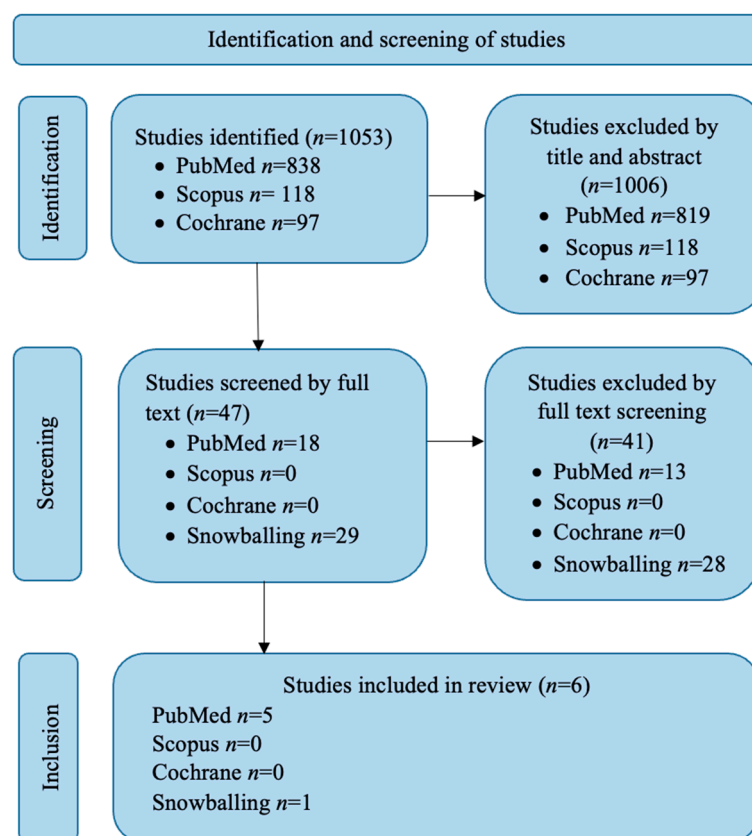 Identification and screening of studies
Identification
Studies identified (n=1053)
• PubMed n=838
• Scopus n= 118
• Cochrane n=97
Studies excluded by
title and abstract
(n=1006)
• PubMed n=819
• Scopus n=118
• Cochrane n=97
Screening
Studies screened by full
text (n=47)
• PubMed n=18
• Scopus n=0
• Cochrane n=0
• Snowballing n=29
Studies excluded by
full text screening
(n=41)
• PubMed n=13
• Scopus n=0
• Cochrane n=0
• Snowballing n=28
Inclusion
Studies included in review (n=6)
PubMed n=5
Scopus n=0
Cochrane n=0
Snowballing n=1